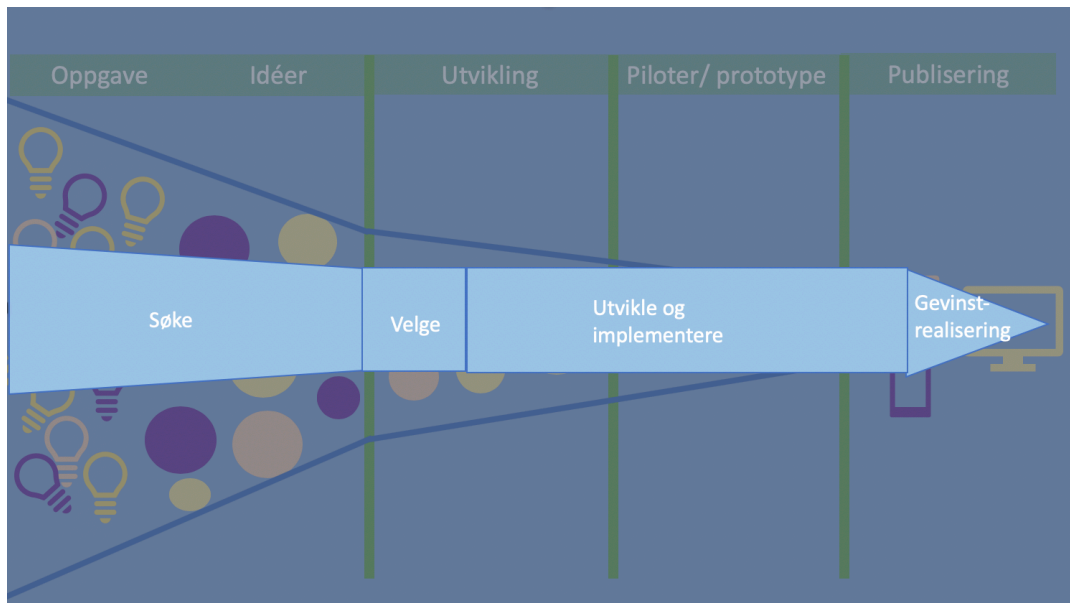 Oppgave
Idéer
Utvikling
Piloter/ prototype
Publisering
Søke
Velge
Utvikle og
implementere
Gevinst-
realisering